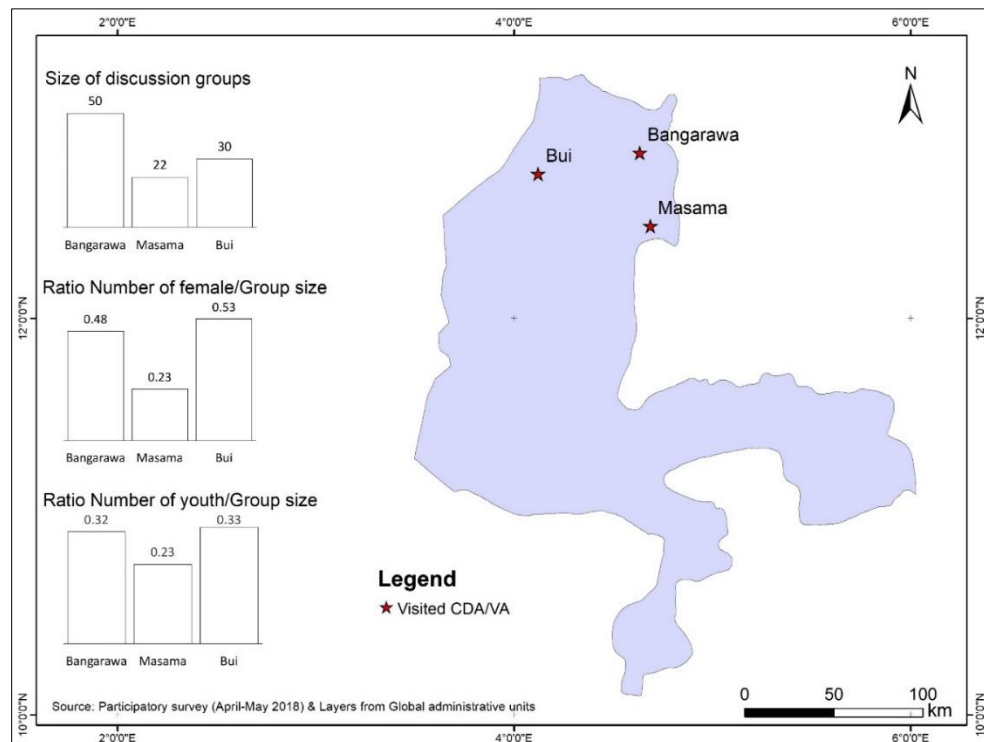 2°0'0"E 4°0'0"E 6°0'0"E
Size of discussion groups
50
22
30
Bangarawa Masama Bui
Ratio Number of female/Group size
0.48
0.23
0.53
Bangarawa Masama Bui
Ratio Number of youth/Group size
0.32
0.23
0.33
Bangarawa Masama Bui
N
Bangarawa
Bui
Masama
12°0'0"N 12°0'0"N
Legend
Visited CDA/VA
0 50 100
km
Source: Participatory survey (April-May 2018) & Layers from Global administrative units
10°0'0"N 10°0'0"N
2°0'0"E 4°0'0"E 6°0'0"E